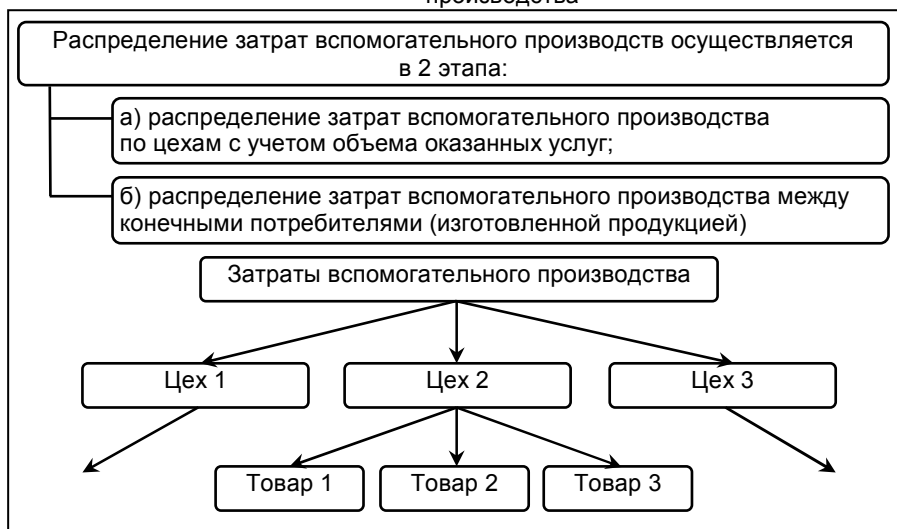 производства
Распределение затрат вспомогательного производств осуществляется
в 2 этапа:
а) распределение затрат вспомогательного производства
по цехам с учетом объема оказанных услуг;
б) распределение затрат вспомогательного производства между
конечными потребителями (изготовленной продукцией)
Затраты вспомогательного производства
Цех 1
Цех 2
Цех 3
Товар 1
Товар 2
Товар 3